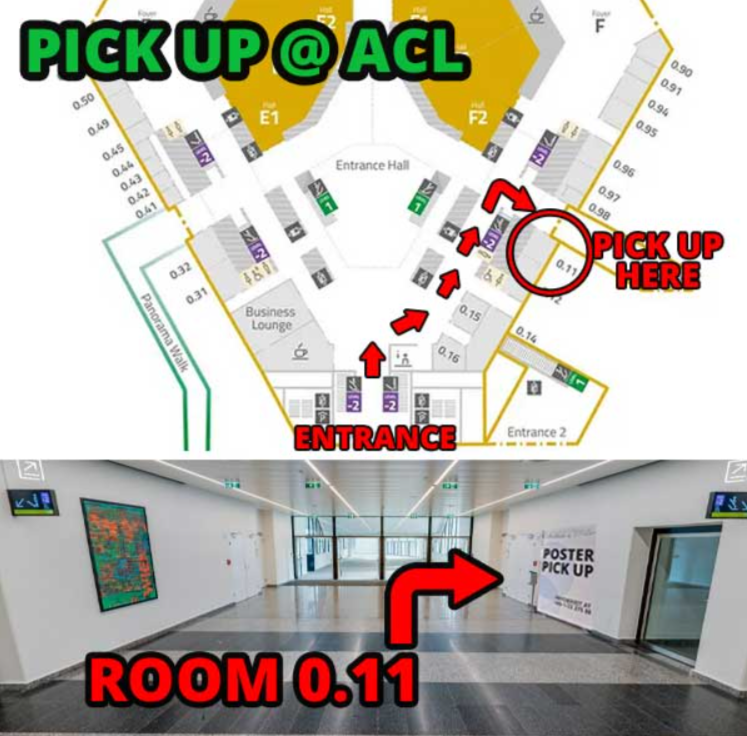 PICK UP @ ACL
Foyer
E2
Foyer
F
F1
Hall
E1
Hall
F2
0.50
0.49
0.45
0.44
0.43
0.42
0.41
-2
Entrance Hall
1
1
-2
0.90
0.91
0.94
0.95
0.96
0.97
0.98
0.32
0.31
-2
-2
PICK UP
HERE
0.11
Panorama Walk
Business
Lounge
0.15
0.16
0.14
1
-2
-2
ENTRANCE
Entrance 2
POSTER
PICK UP
ROOM 0.11